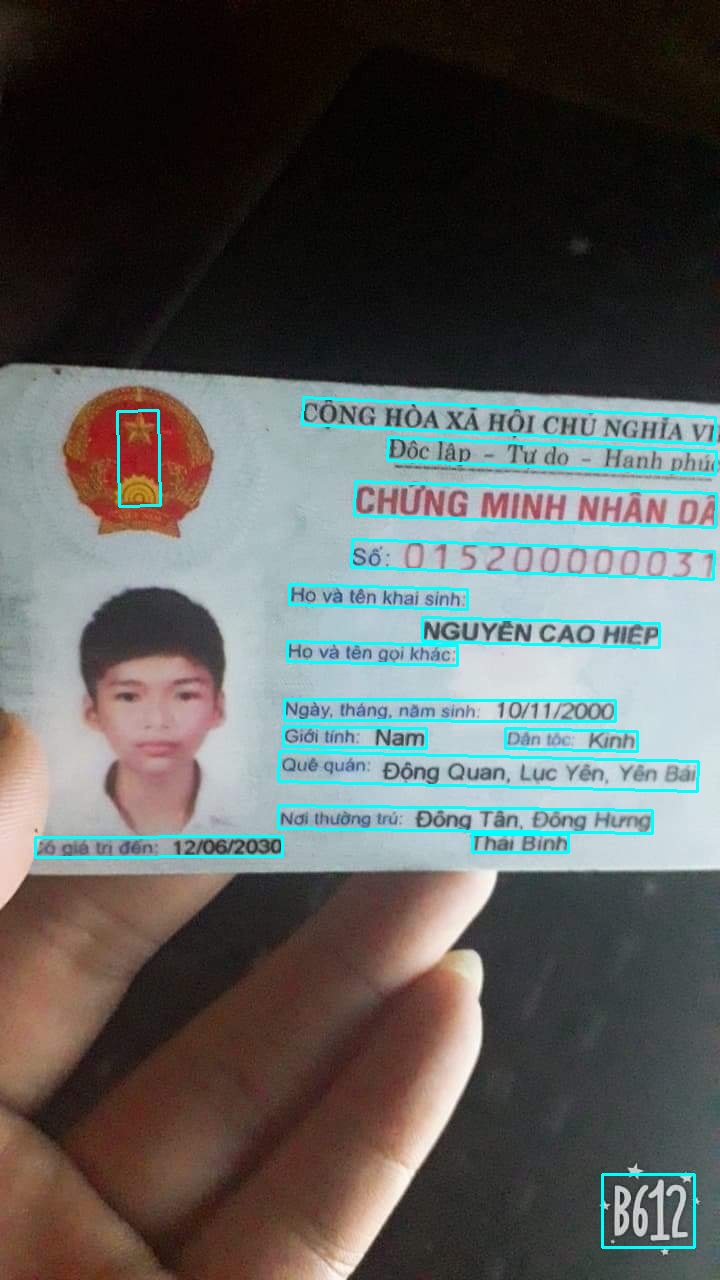 CỘNG HÒA XÃ HỘI CHỦ NGHĨA VI
Độc lập - Tự do - Hạnh phúc
CHỨNG MINH NHÂN DÂ
Số: 015200000031
Họ và tên khai sinh:
NGUYỄN CAO HIỆP
Họ và tên gọi khác:
Ngày, tháng, năm sinh: 10/11/2000
Giới tính: Nam Dân tộc: Kinh
Quê quán: Động Quan, Lục Yên, Yên Bái
Nơi thường trú: Đông Tân, Đông Hưng
Thái Bình
Có giá trị đến: 12/06/2030
B612